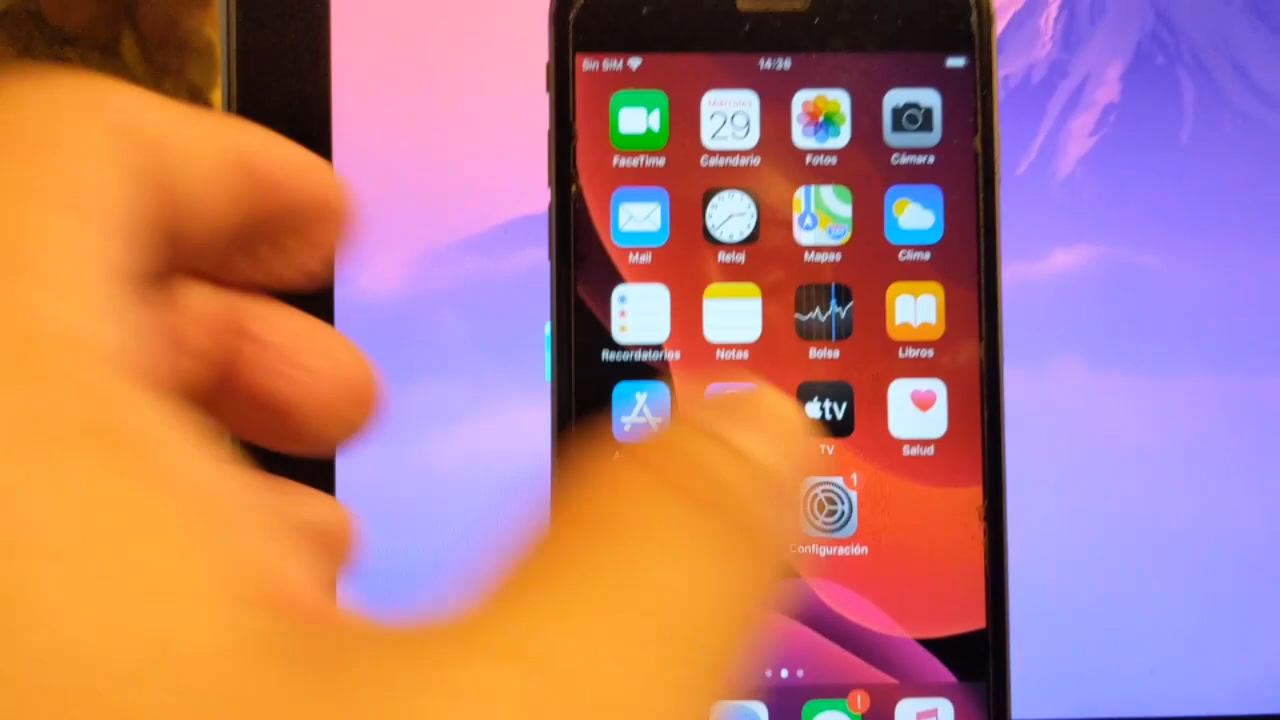 Sin SIM 14:36
MIÉRCOLES
29
FaceTime Calendario Fotos Cámara
Mail Reloj Mapas Clima
Recordatorios Notas Bolsa Libros
tv
TV Salud
1
Configuración
!